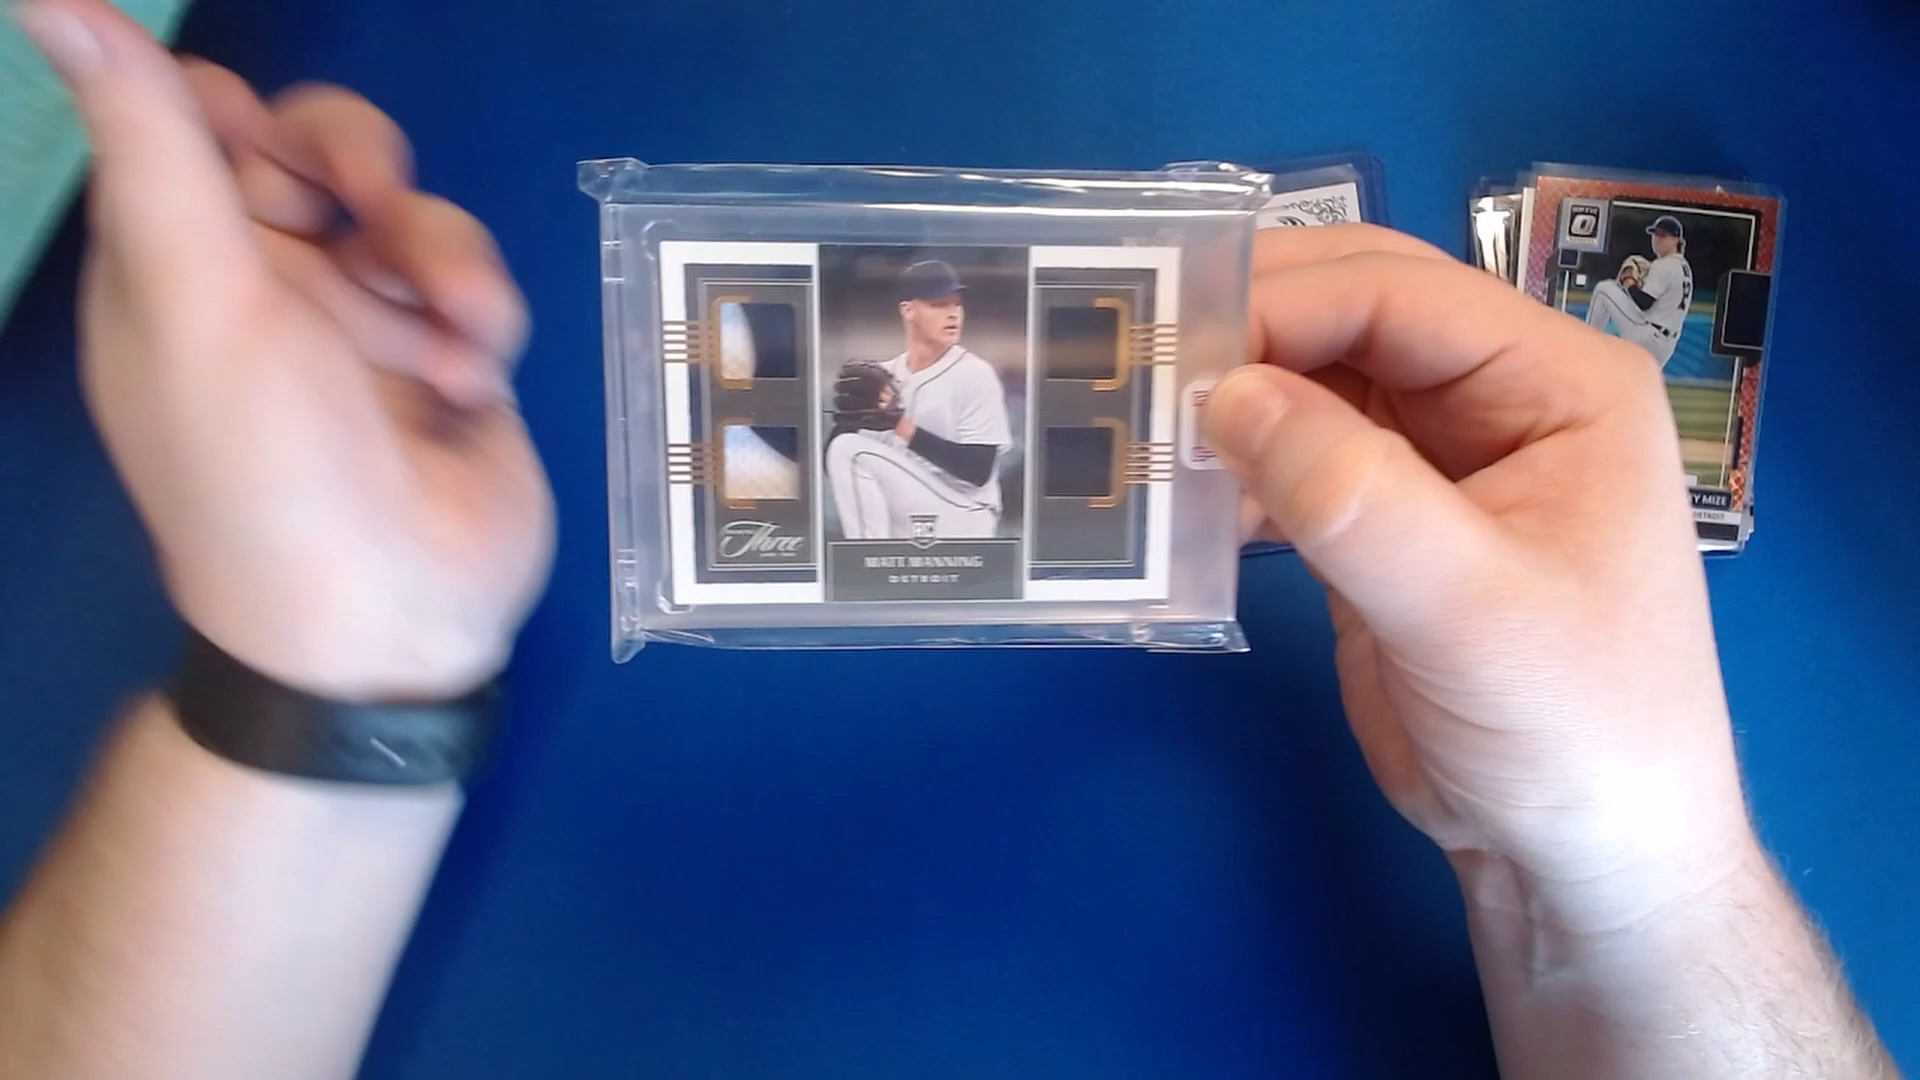 Three
RC
MATT MANNING
DETROIT
Y MIZE
DETROIT